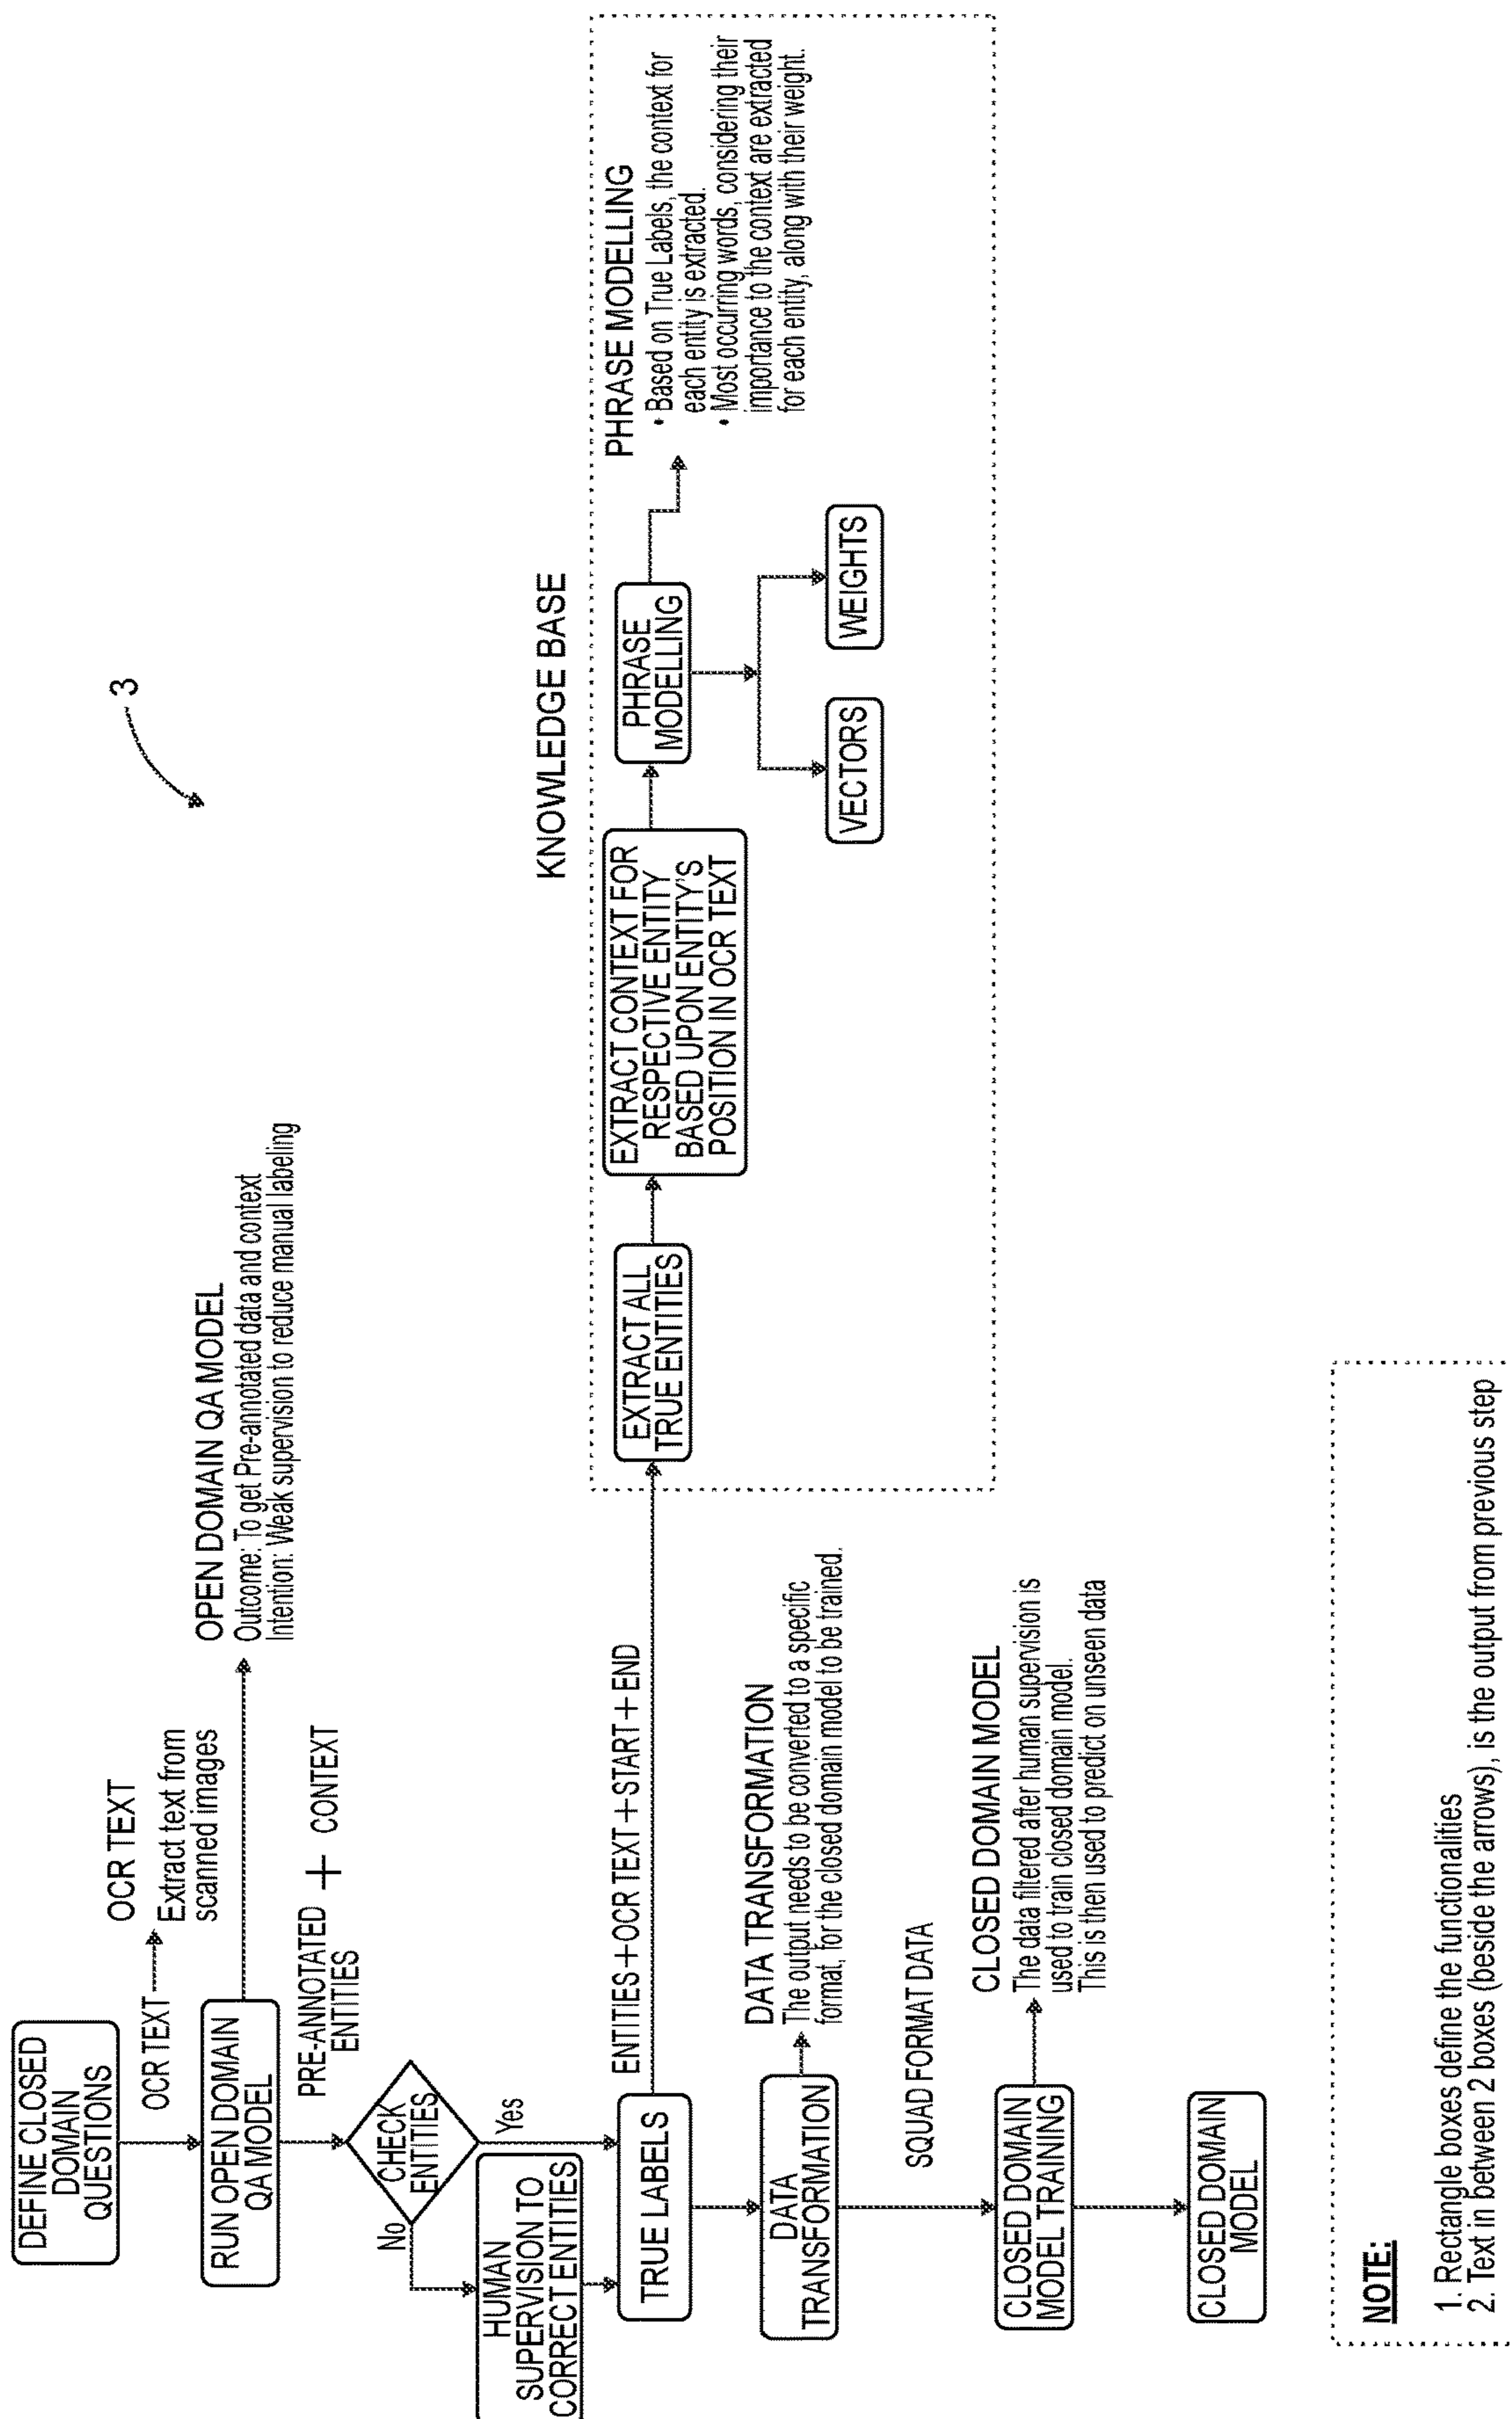 3
DEFINE CLOSED
DOMAIN
QUESTIONS
OCR TEXT
OCR TEXT
Extract text from
scanned images
RUN OPEN DOMAIN
QA MODEL
OPEN DOMAIN QA MODEL
Outcome: To get Pre-annotated data and context
Intention: Weak supervision to reduce manual labeling
PRE-ANNOTATED
ENTITIES
+ CONTEXT
CHECK
ENTITIES
No
Yes
HUMAN
SUPERVISION TO
CORRECT ENTITIES
TRUE LABELS
ENTITIES+OCR TEXT+START+END
KNOWLEDGE BASE
EXTRACT ALL
TRUE ENTITIES
EXTRACT CONTEXT FOR
RESPECTIVE ENTITY
BASED UPON ENTITY'S
POSITION IN OCR TEXT
PHRASE
MODELLING
PHRASE MODELLING
• Based on True Labels, the context for
each entity is extracted.
• Most occurring words, considering their
importance to the context are extracted
for each entity, along with their weight.
VECTORS
WEIGHTS
DATA
TRANSFORMATION
DATA TRANSFORMATION
The output needs to be converted to a specific
format, for the closed domain model to be trained.
SQUAD FORMAT DATA
CLOSED DOMAIN
MODEL TRAINING
CLOSED DOMAIN MODEL
The data filtered after human supervision is
used to train closed domain model.
This is then used to predict on unseen data
CLOSED DOMAIN
MODEL
NOTE:
1. Rectangle boxes define the functionalities
2. Text in between 2 boxes (beside the arrows), is the output from previous step